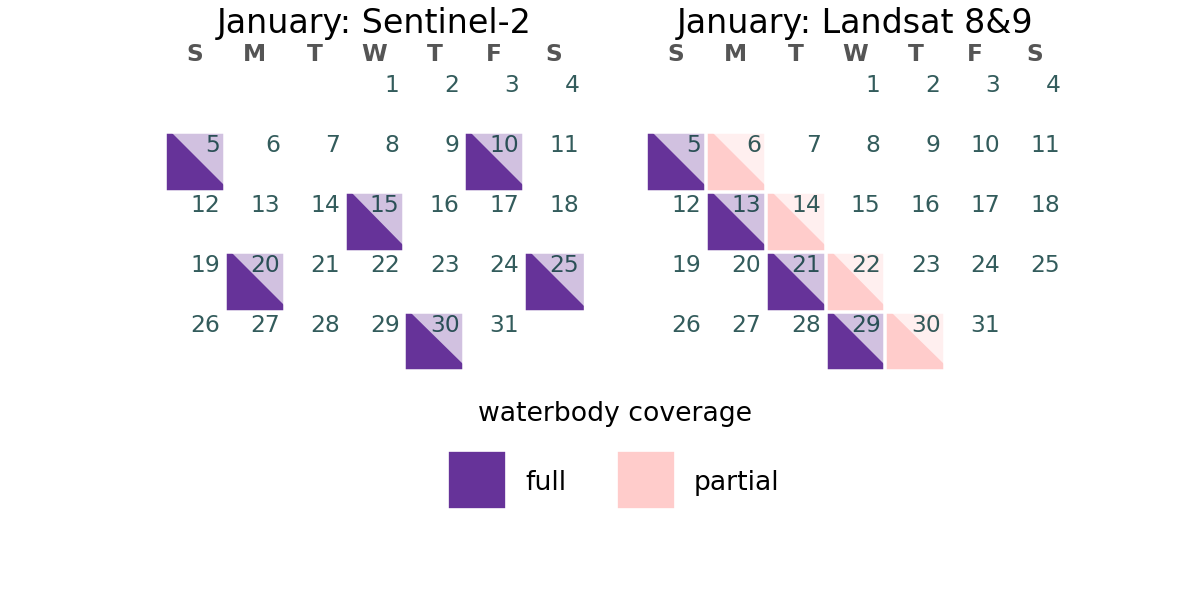 January: Sentinel-2
S M T W T F S
1 2 3 4
5 6 7 8 9 10 11
12 13 14 15 16 17 18
19 20 21 22 23 24 25
26 27 28 29 30 31
January: Landsat 8&9
S M T W T F S
1 2 3 4
5 6 7 8 9 10 11
12 13 14 15 16 17 18
19 20 21 22 23 24 25
26 27 28 29 30 31
waterbody coverage
full partial